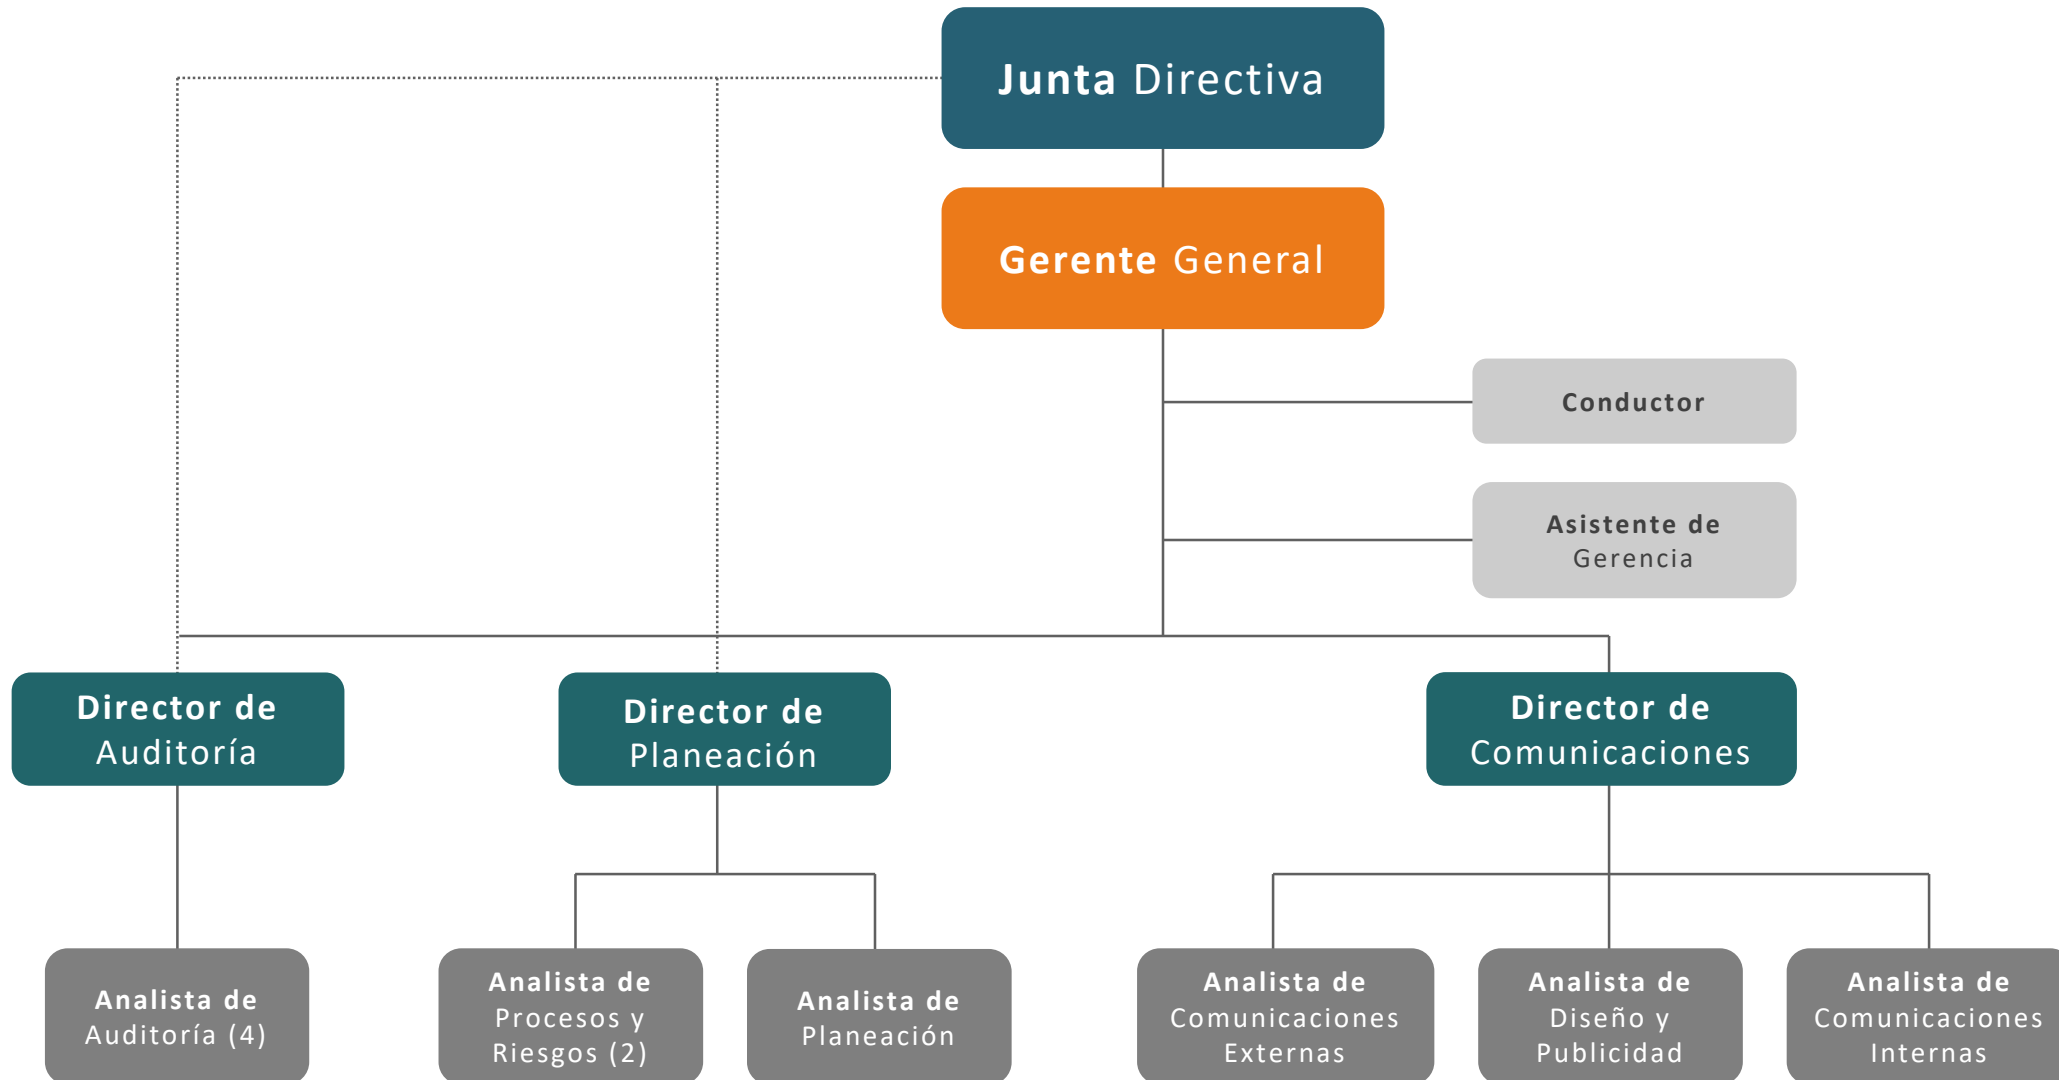 Junta Directiva
Gerente General
Conductor
Asistente de
Gerencia
Director de
Auditoría
Director de
Planeación
Director de
Comunicaciones
Analista de
Auditoría (4)
Analista de
Procesos y
Riesgos (2)
Analista de
Planeación
Analista de
Comunicaciones
Externas
Analista de
Diseño y
Publicidad
Analista de
Comunicaciones
Internas